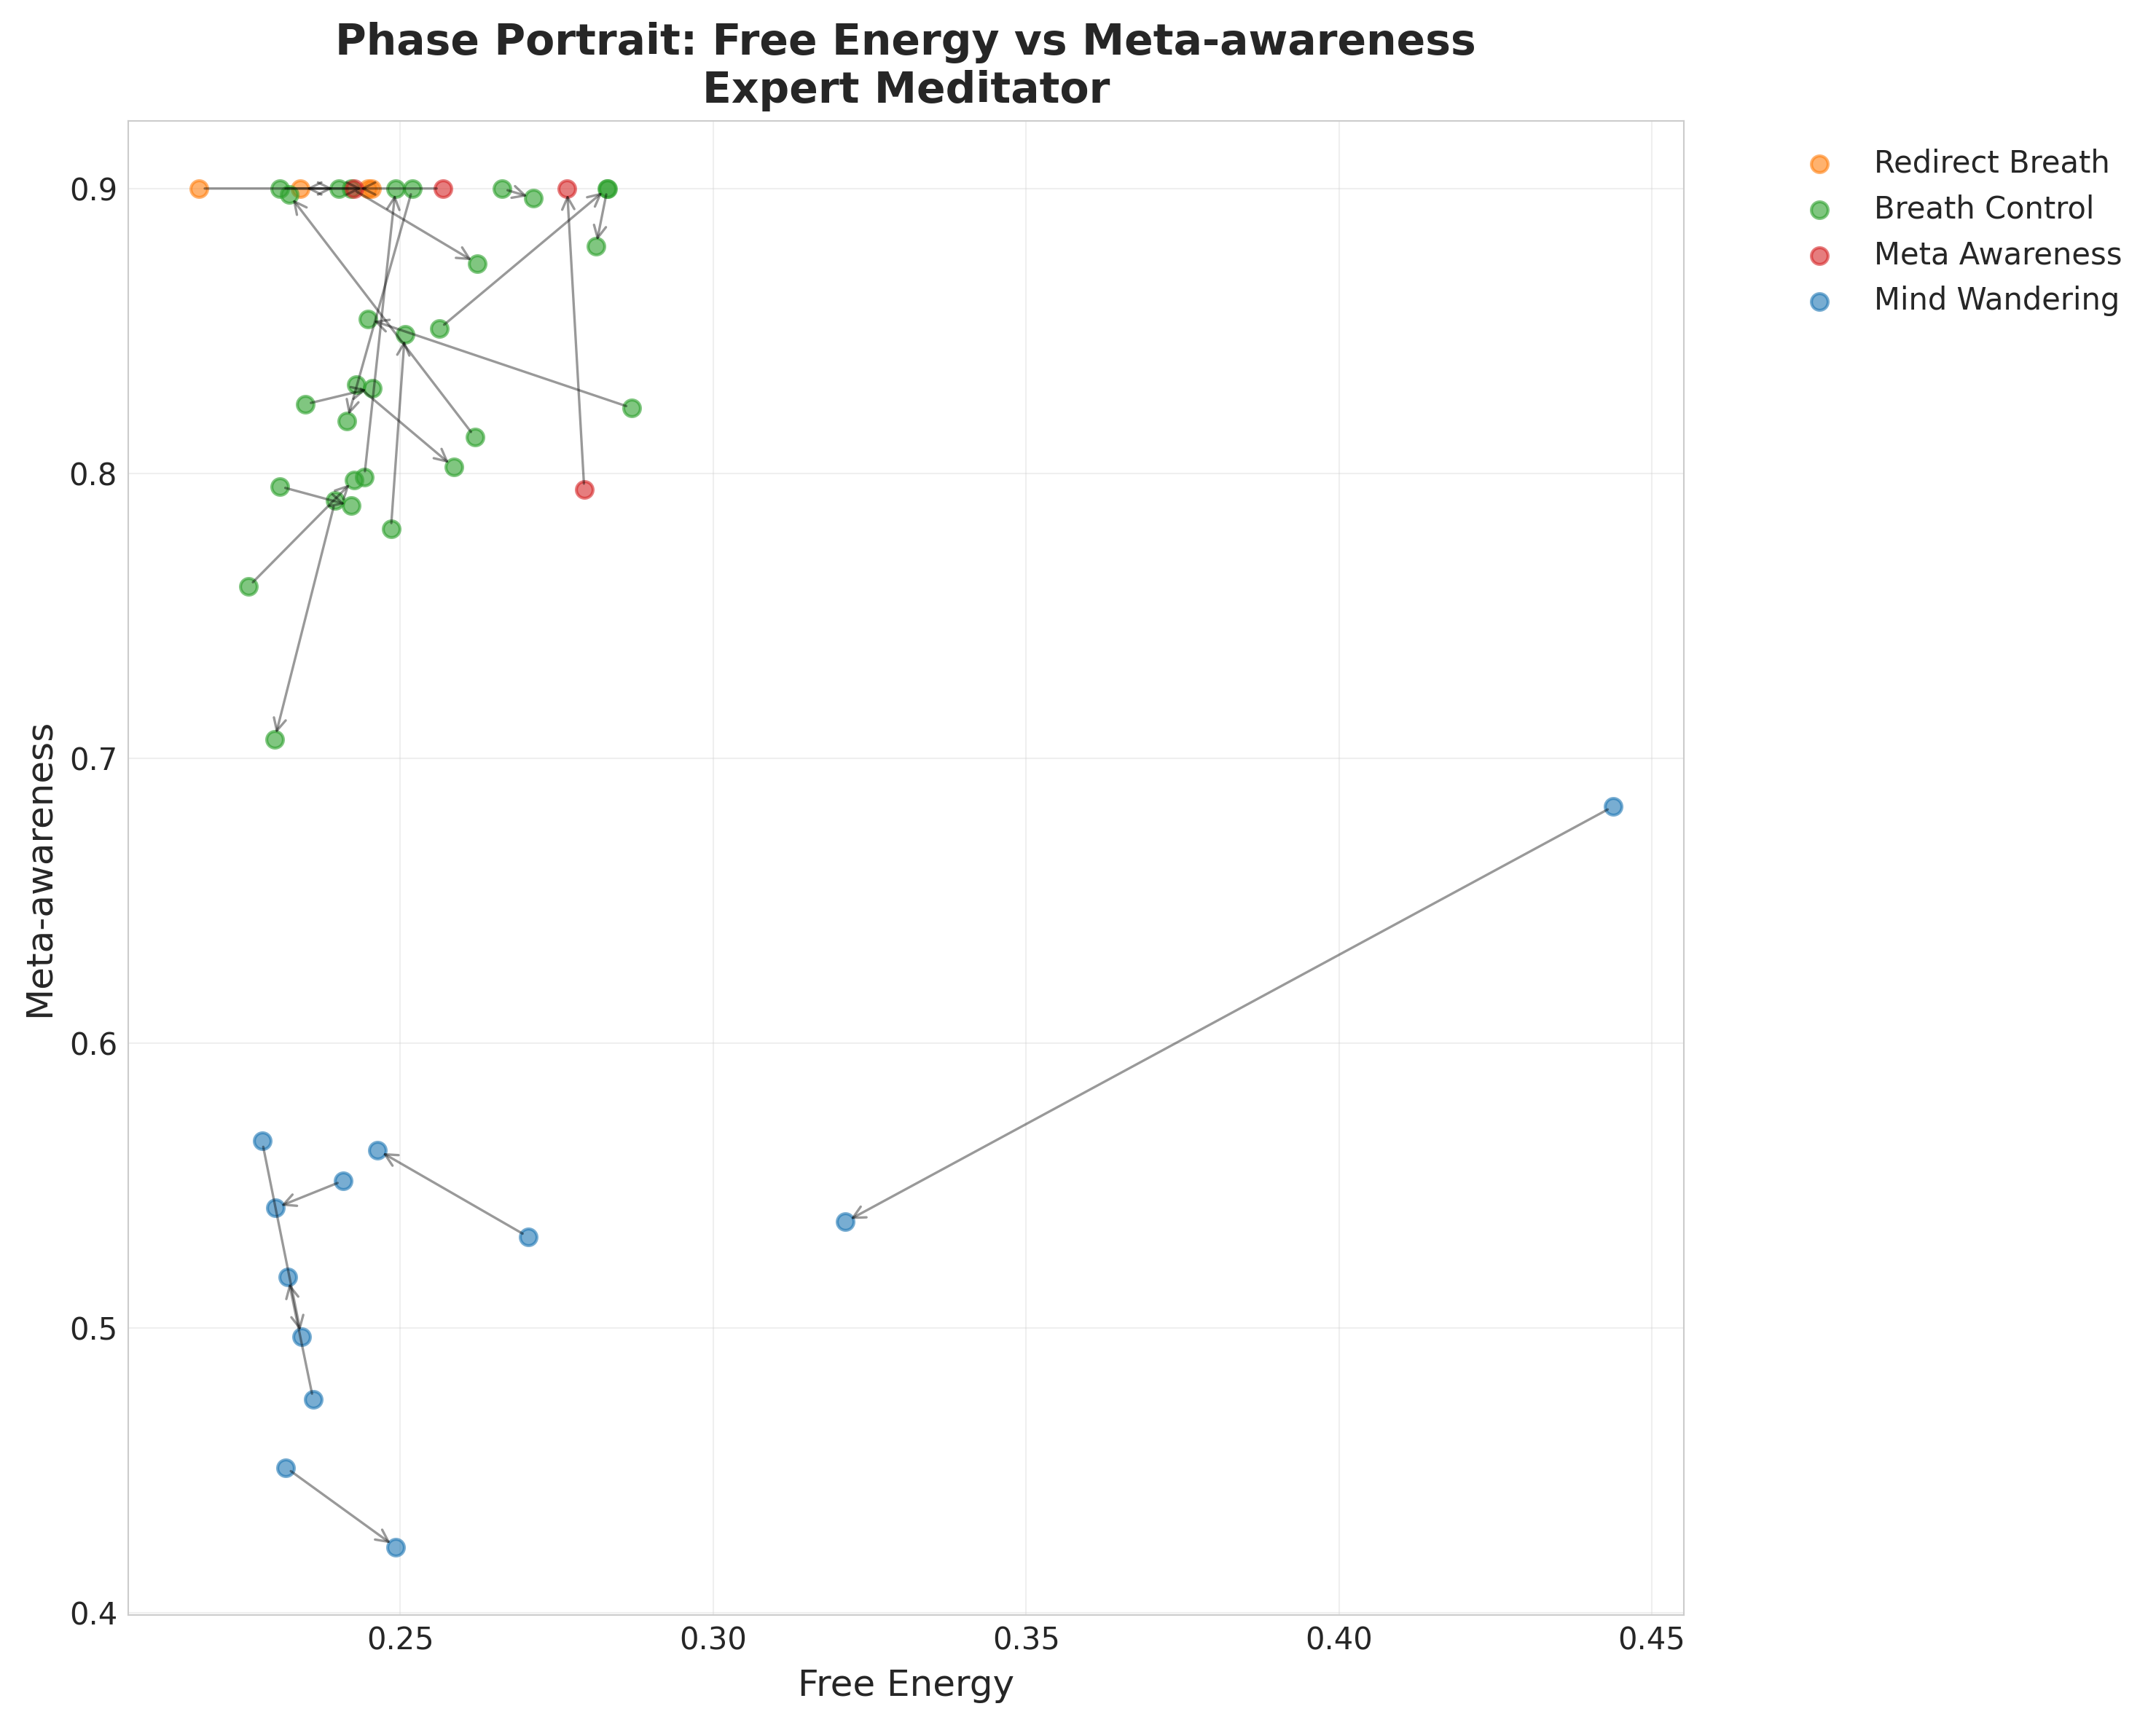 Phase Portrait: Free Energy vs Meta-awareness
Expert Meditator
Redirect Breath
Breath Control
Meta Awareness
Mind Wandering
Meta-awareness
0.9
0.8
0.7
0.6
0.5
0.4
0.25
0.30
0.35
0.40
0.45
Free Energy